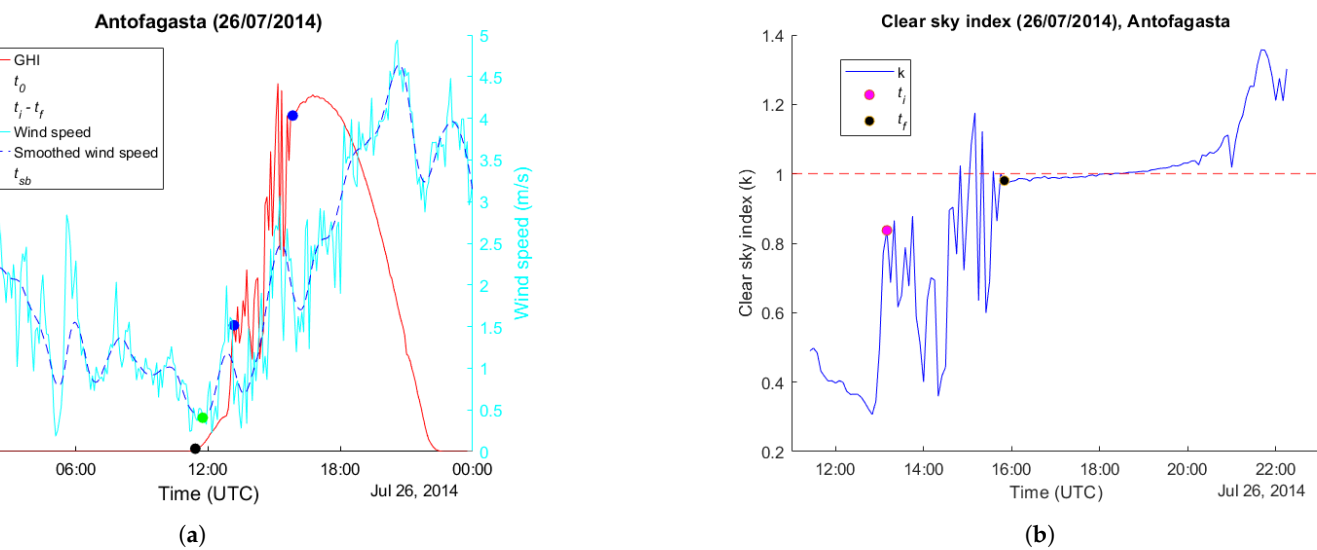 Antofagasta (26/07/2014)
GHI
t0
ti - tf
Wind speed
Smoothed wind speed
tsb
5
4.5
4
3.5
3
2.5
2
1.5
1
0.5
0
Wind speed (m/s)
06:00
12:00
18:00
00:00
Time (UTC)
Jul 26, 2014
(a)
Clear sky index (26/07/2014), Antofagasta
k
ti
tf
1.4
1.2
1
0.8
0.6
0.4
0.2
Clear sky index (k)
12:00
14:00
16:00
18:00
20:00
22:00
Time (UTC)
Jul 26, 2014
(b)